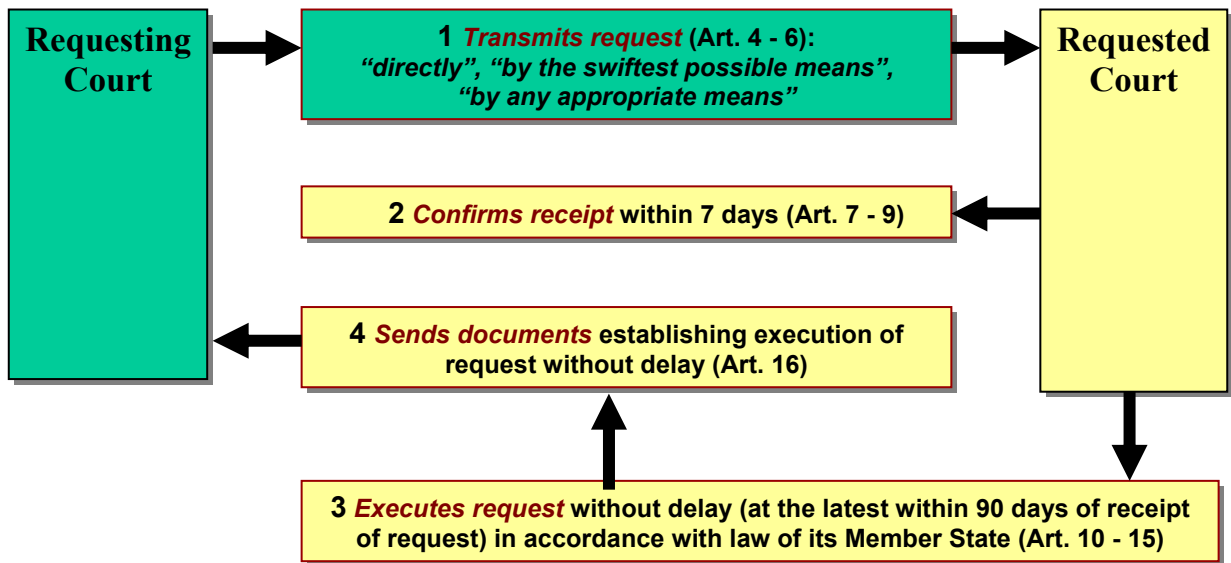 Requesting
Court
1 Transmits request (Art. 4 - 6):
“directly”, “by the swiftest possible means”,
“by any appropriate means”
Requested
Court
2 Confirms receipt within 7 days (Art. 7 - 9)
4 Sends documents establishing execution of
request without delay (Art. 16)
3 Executes request without delay (at the latest within 90 days of receipt
of request) in accordance with law of its Member State (Art. 10 - 15)